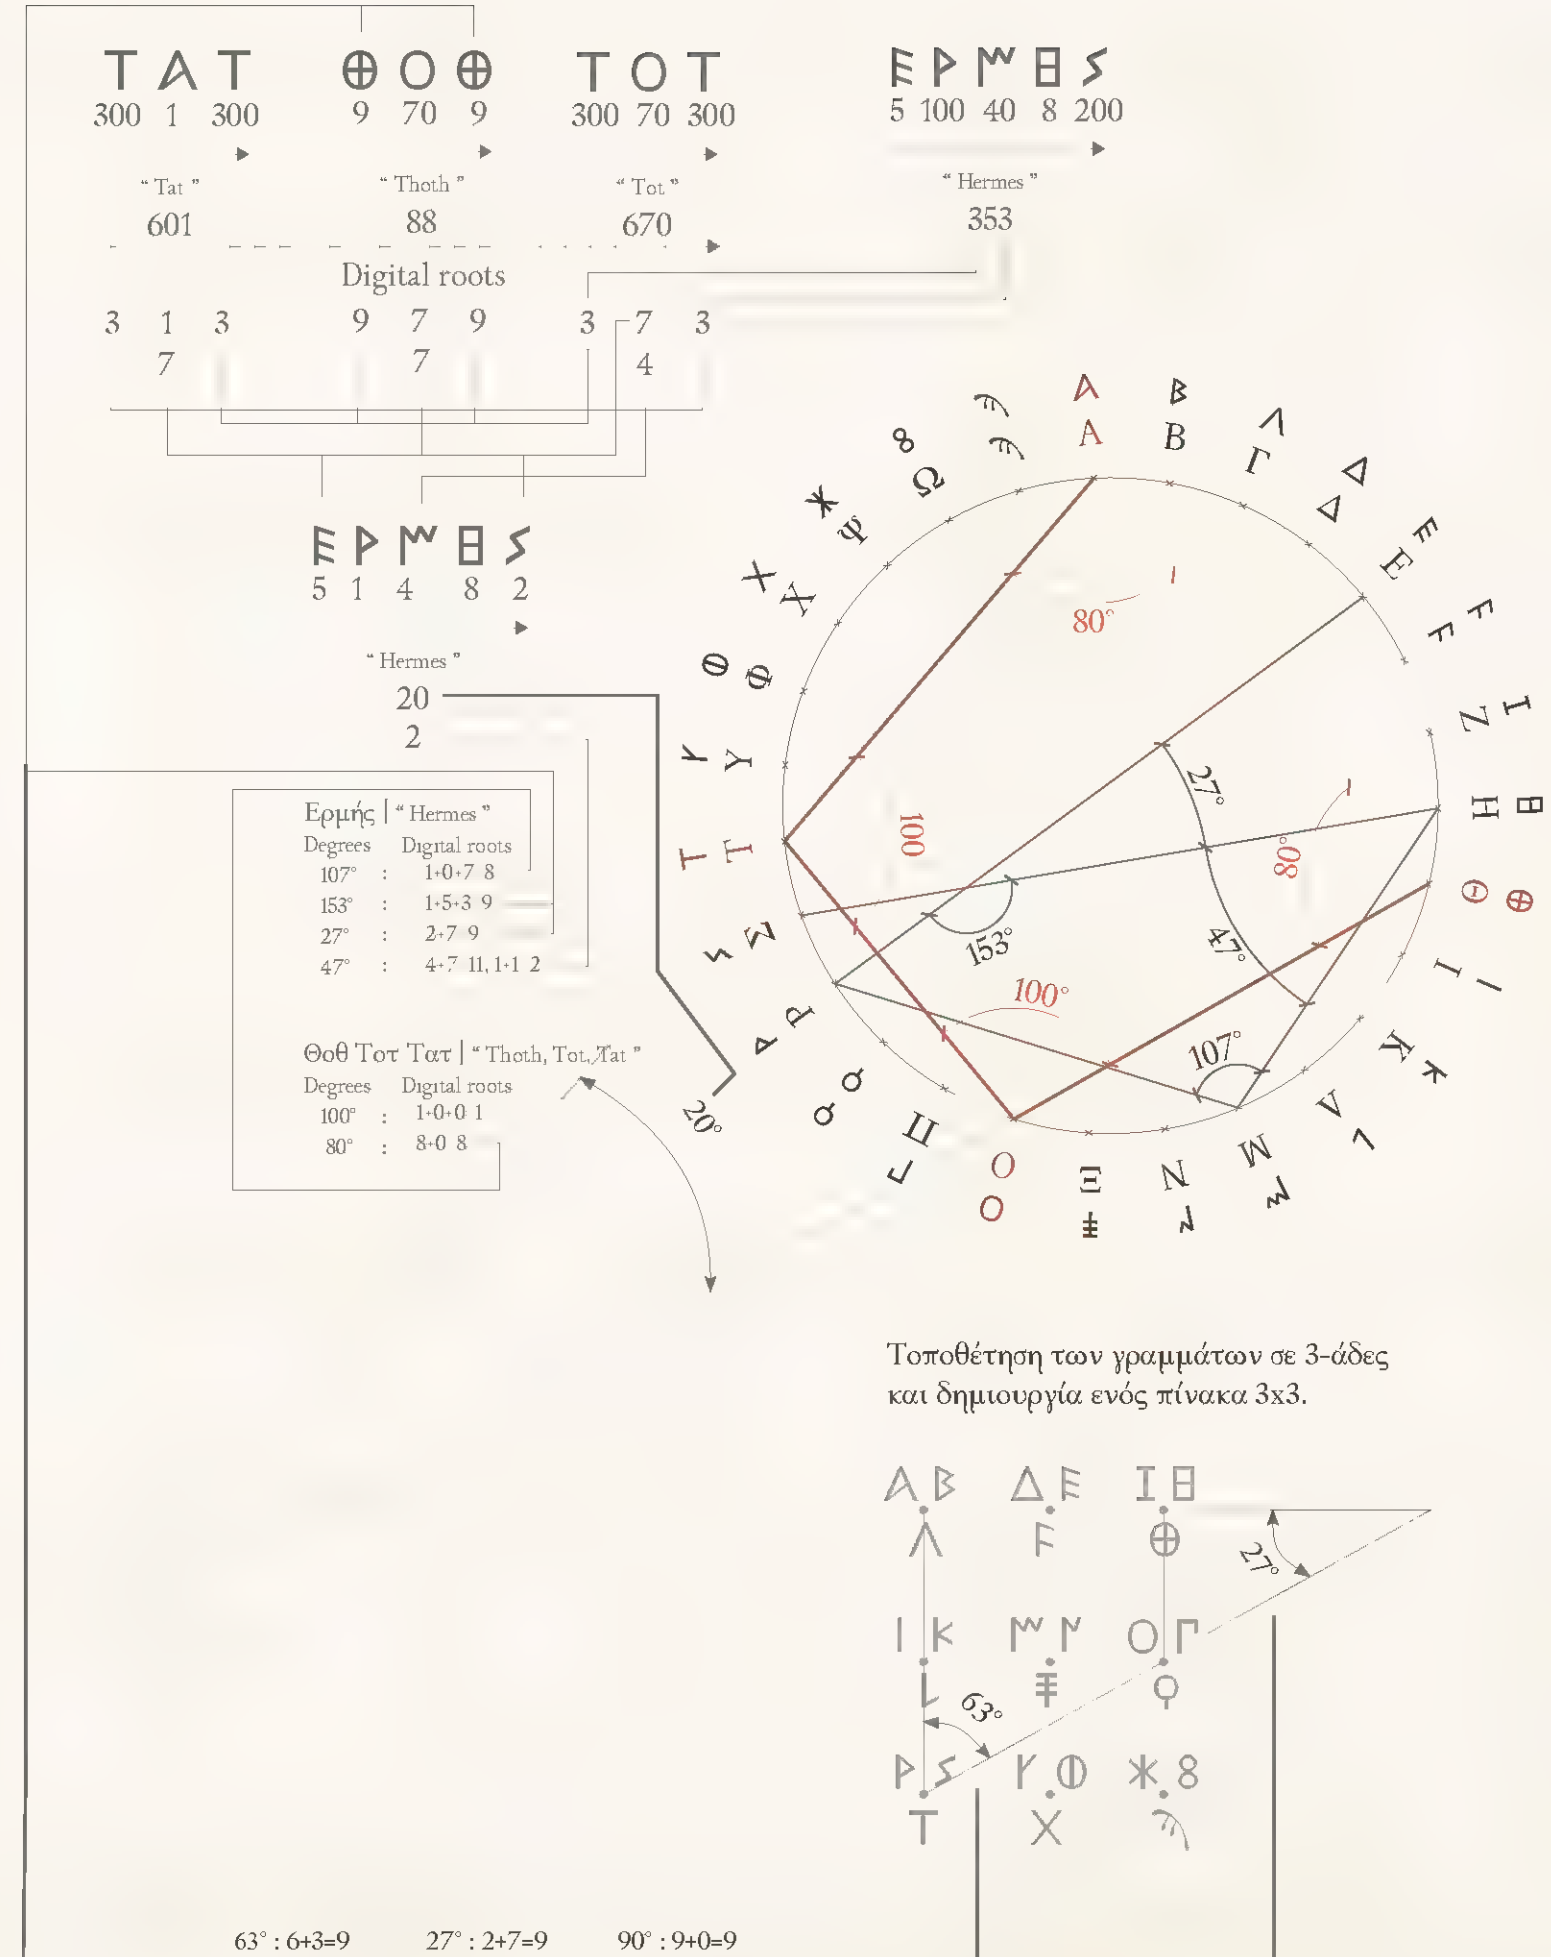 ΤΑΤ ΘΟΘ ΤΟΤ ΕΡΜΗΣ
300 1 300 9 70 9 300 70 300 5 100 40 8 200
“ Tat ” “ Thoth ” “ Tot ” “ Hermes ”
601 88 670 353
Digital roots
3 1 3 9 7 9 3 7 3
7 7 4
ΕΡΜΗΣ
5 1 4 8 2
“ Hermes ”
20
2
Ερμής | “ Hermes ”
Degrees Digital roots
107° : 1+0+7 8
153° : 1+5+3 9
27° : 2+7 9
47° : 4+7 11, 1+1 2
Θοθ Τοτ Τατ | “ Thoth, Tot, Tat ”
Degrees Digital roots
100° : 1+0+0 1
80° : 8+0 8
20°
Α Β Γ Δ Ε F Ζ Η Θ Ι Κ Λ Μ Ν Ξ Ο Π Ϙ Ρ Σ Τ Υ Φ Χ Ψ Ω
80°
27°
100
80°
153°
47°
100°
107°
Τοποθέτηση των γραμμάτων σε 3-άδες
και δημιουργία ενός πίνακα 3x3.
Α Β Δ Ε Ι Η
Λ F Θ
27°
Ι Κ Μ Ν Ο Π
Ξ Ϙ
63°
Ρ Σ Υ Φ
Τ Χ
63° : 6+3=9 27° : 2+7=9 90° : 9+0=9